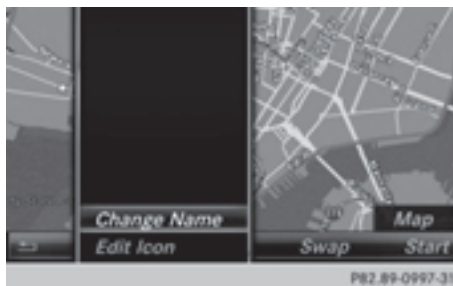 Change Name
Map
Edit Icon
Swap
Start
P82.89-0997-31